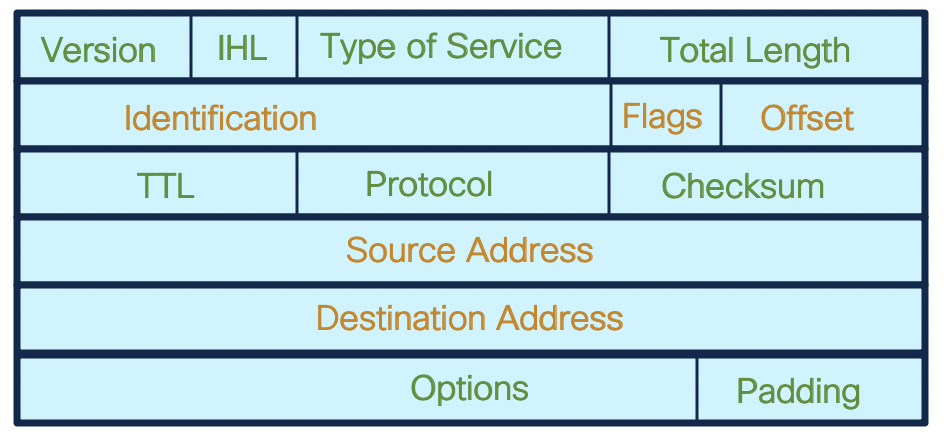 Version IHL Type of Service Total Length
Identification Flags Offset
TTL Protocol Checksum
Source Address
Destination Address
Options Padding